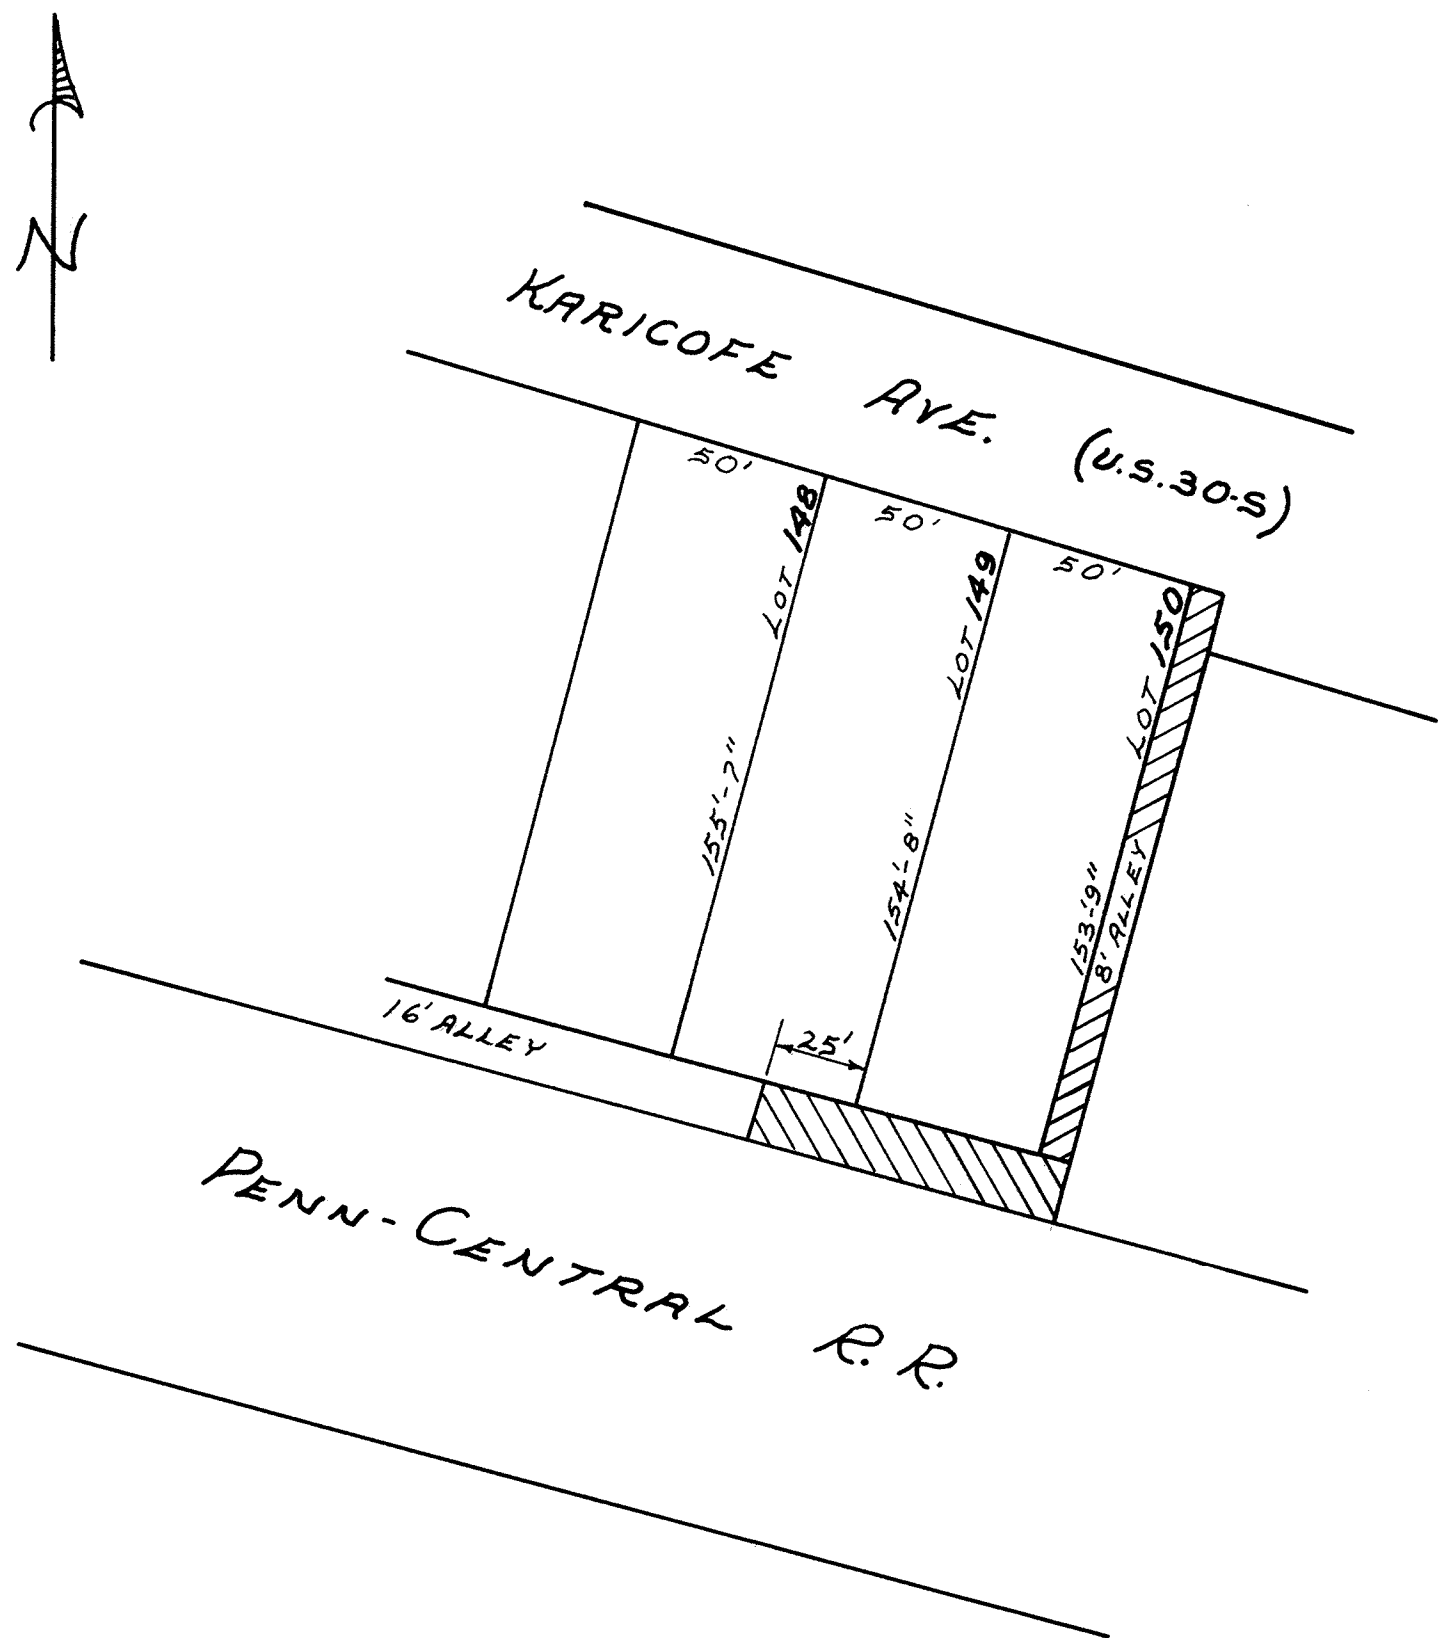 N
KARICOFE AVE. (U.S. 30-S)
50'
50'
50'
LOT 148
LOT 149
LOT 150
155'-7"
154'-8"
153'-9"
8' ALLEY
25'
16' ALLEY
PENN-CENTRAL R.R.